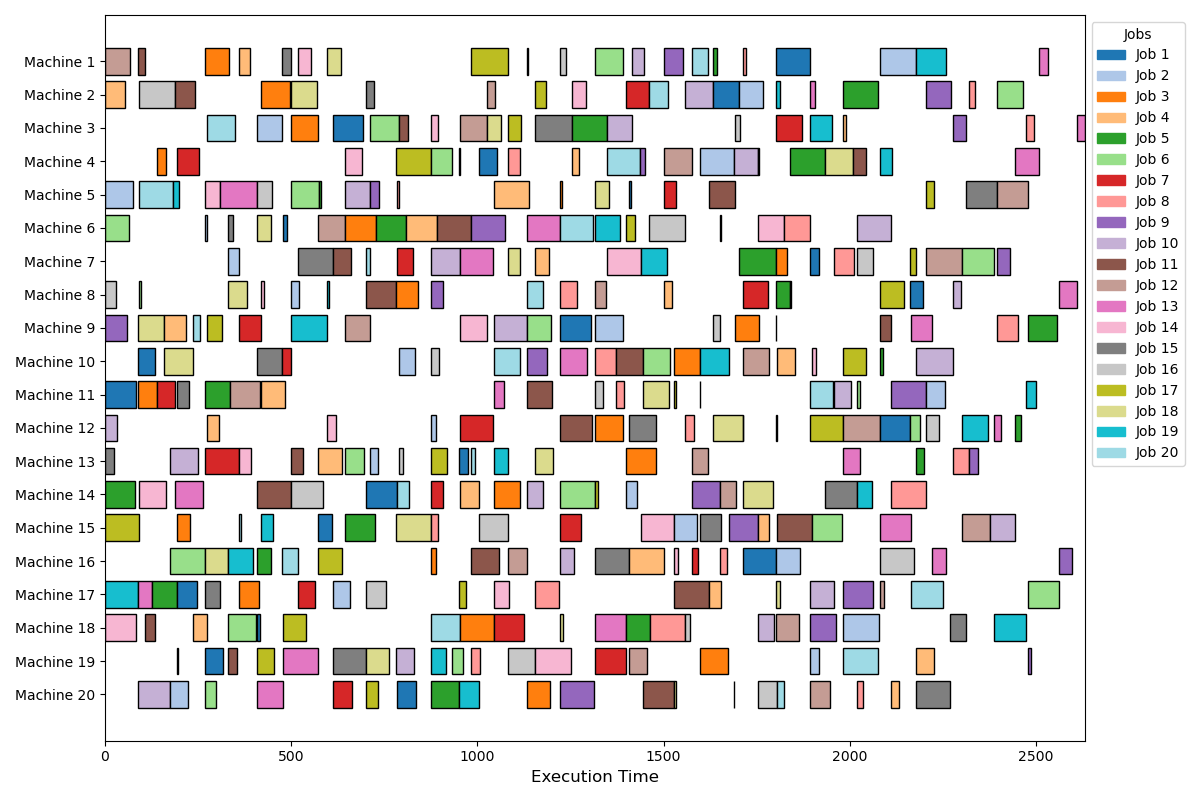 Machine 1
Machine 2
Machine 3
Machine 4
Machine 5
Machine 6
Machine 7
Machine 8
Machine 9
Machine 10
Machine 11
Machine 12
Machine 13
Machine 14
Machine 15
Machine 16
Machine 17
Machine 18
Machine 19
Machine 20
0 500 1000 1500 2000 2500
Execution Time
Jobs
Job 1
Job 2
Job 3
Job 4
Job 5
Job 6
Job 7
Job 8
Job 9
Job 10
Job 11
Job 12
Job 13
Job 14
Job 15
Job 16
Job 17
Job 18
Job 19
Job 20